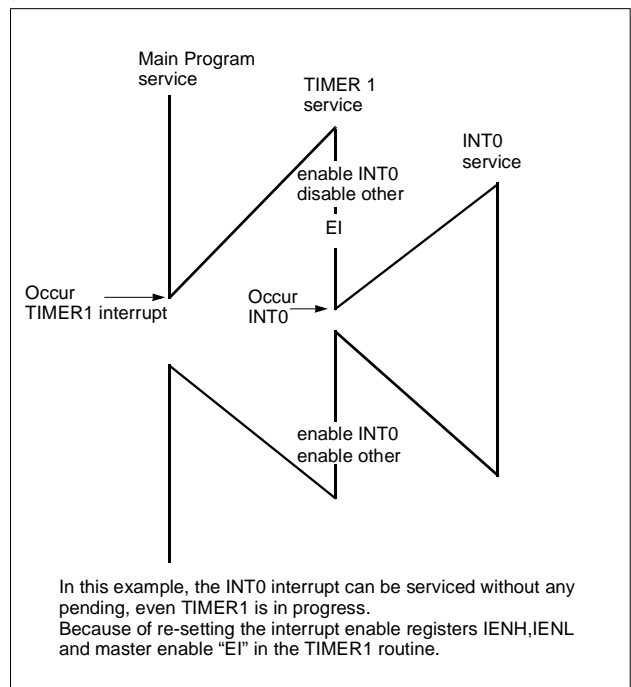 Main Program
service
TIMER 1
service
INT0
service
enable INT0
disable other
EI
Occur
TIMER1 interrupt
Occur
INT0
enable INT0
enable other
In this example, the INT0 interrupt can be serviced without any
pending, even TIMER1 is in progress.
Because of re-setting the interrupt enable registers IENH,IENL
and master enable “EI” in the TIMER1 routine.